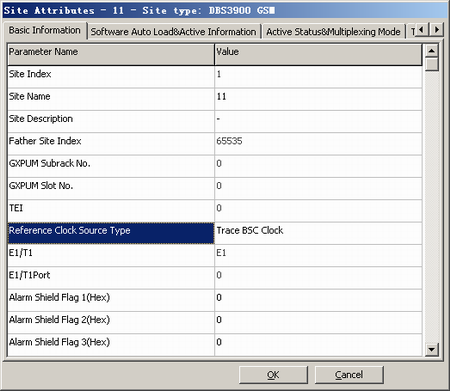 Site Attributes - 11 - Site type: DBS3900 GSM
Basic Information Software Auto Load&Active Information Active Status&Multiplexing Mode T
Parameter Name Value
Site Index 1
Site Name 11
Site Description -
Father Site Index 65535
GXPUM Subrack No. 0
GXPUM Slot No. 0
TEI 0
Reference Clock Source Type Trace BSC Clock
E1/T1 E1
E1/T1Port 0
Alarm Shield Flag 1(Hex) 0
Alarm Shield Flag 2(Hex) 0
Alarm Shield Flag 3(Hex) 0
OK Cancel